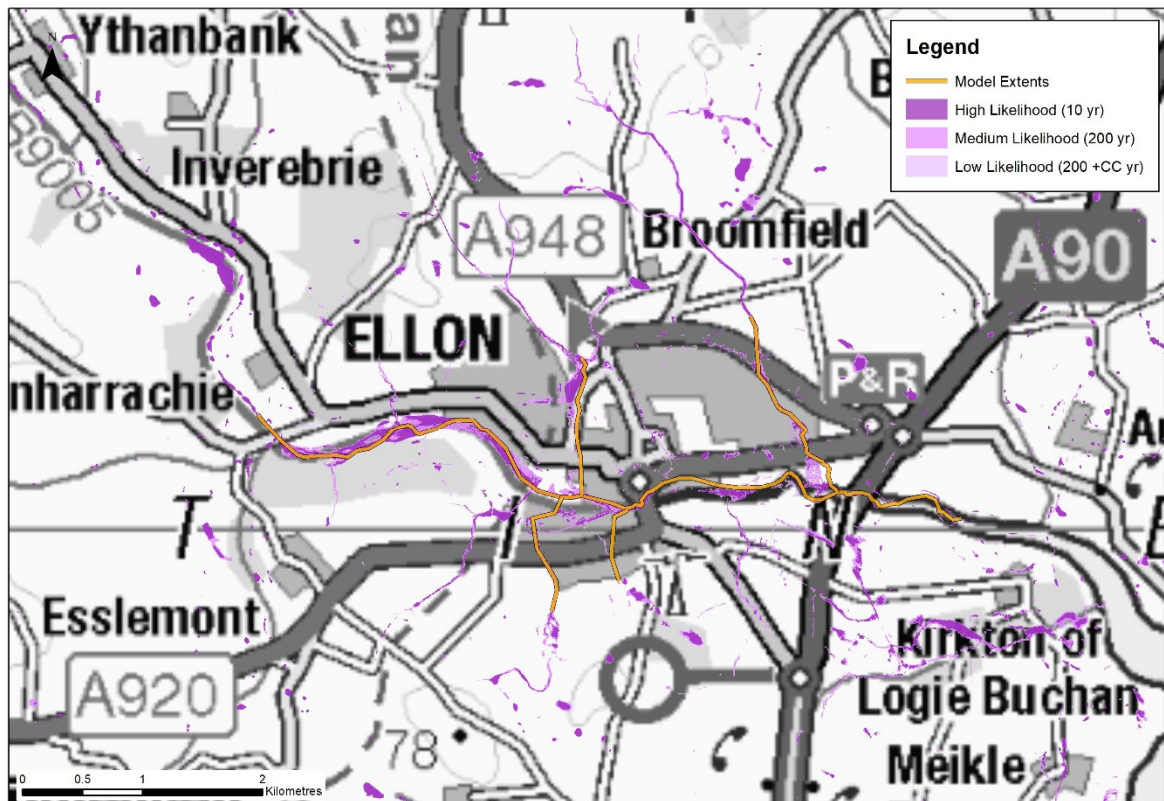 Ythanbank
N
B9005
Inverebrie
A948
Broomfield
A90
ELLON
P&R
nharrachie
T
I
N
Esslemont
A920
Kirkton of
Logie Buchan
78
Meikle
Legend
Model Extents
High Likelihood (10 yr)
Medium Likelihood (200 yr)
Low Likelihood (200 +CC yr)
0 0.5 1 2
Kilometres